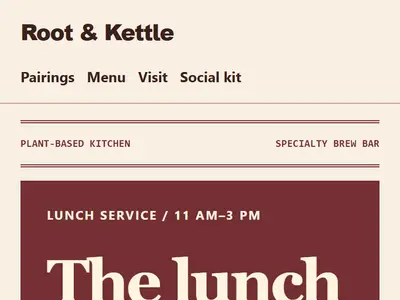 Root & Kettle
Pairings Menu Visit Social kit
PLANT-BASED KITCHEN SPECIALTY BREW BAR
LUNCH SERVICE / 11 AM–3 PM
The lunch